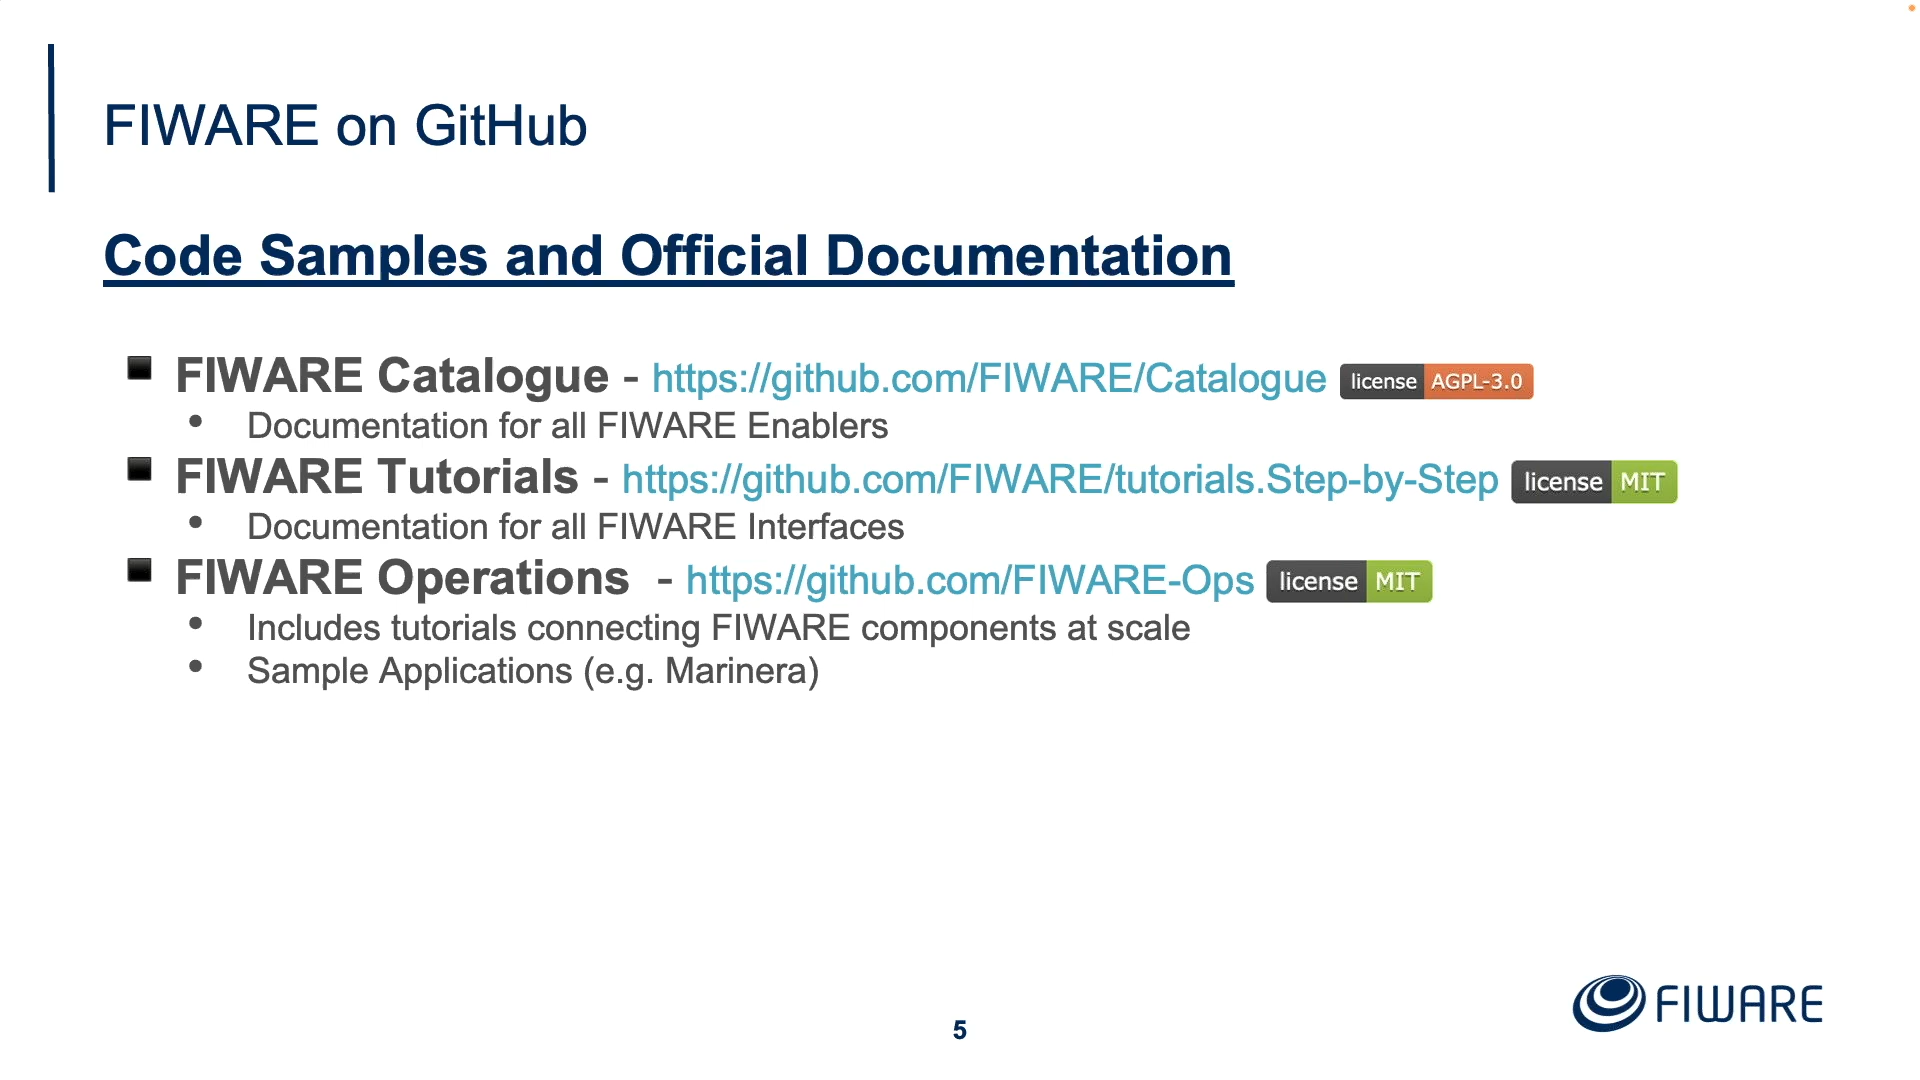 FIWARE on GitHub
Code Samples and Official Documentation
FIWARE Catalogue - https://github.com/FIWARE/Catalogue license AGPL-3.0
Documentation for all FIWARE Enablers
FIWARE Tutorials - https://github.com/FIWARE/tutorials.Step-by-Step license MIT
Documentation for all FIWARE Interfaces
FIWARE Operations - https://github.com/FIWARE-Ops license MIT
Includes tutorials connecting FIWARE components at scale
Sample Applications (e.g. Marinera)
FIWARE
5